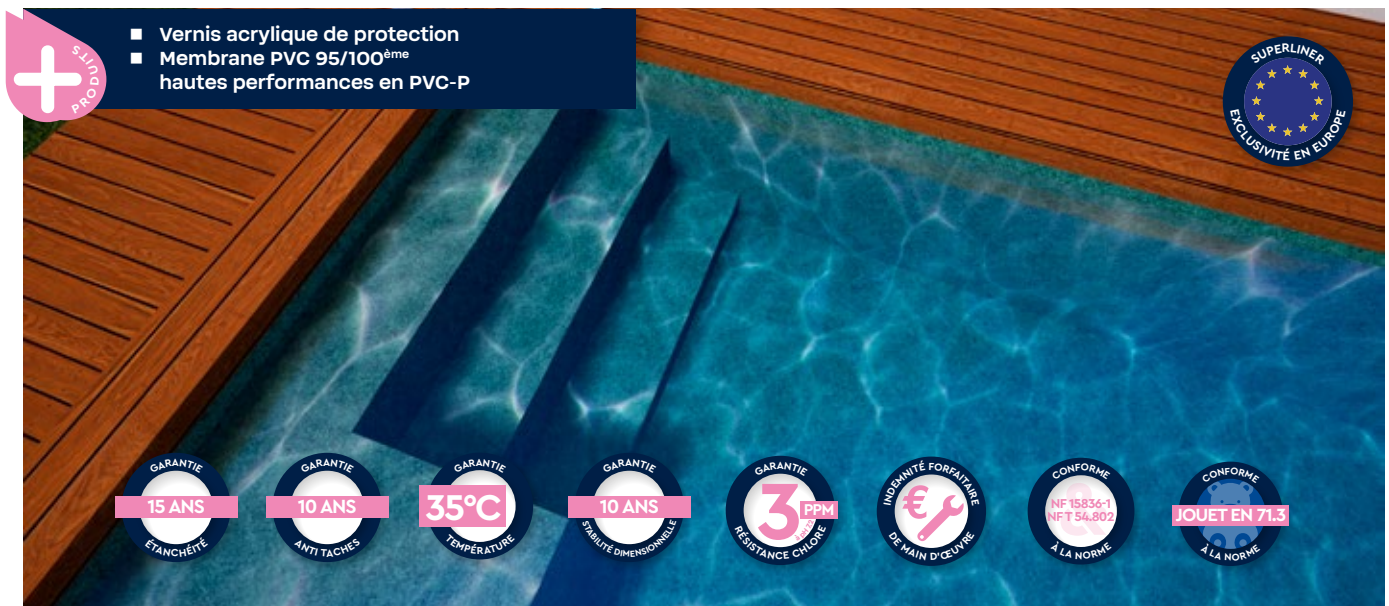 PRODUITS
Vernis acrylique de protection
Membrane PVC 95/100ème
hautes performances en PVC-P
SUPERLINER
EXCLUSIVITÉ EN EUROPE
GARANTIE
15 ANS
ÉTANCHÉITÉ
GARANTIE
10 ANS
ANTI TACHES
GARANTIE
35°C
TEMPÉRATURE
GARANTIE
10 ANS
STABILITÉ DIMENSIONNELLE
GARANTIE
3 PPM
RÉSISTANCE CHLORE
INDEMNITÉ FORFAITAIRE
€
DE MAIN D'ŒUVRE
CONFORME
NF 15836-1
&
NF T 54.802
À LA NORME
CONFORME
JOUET EN 71.3
À LA NORME